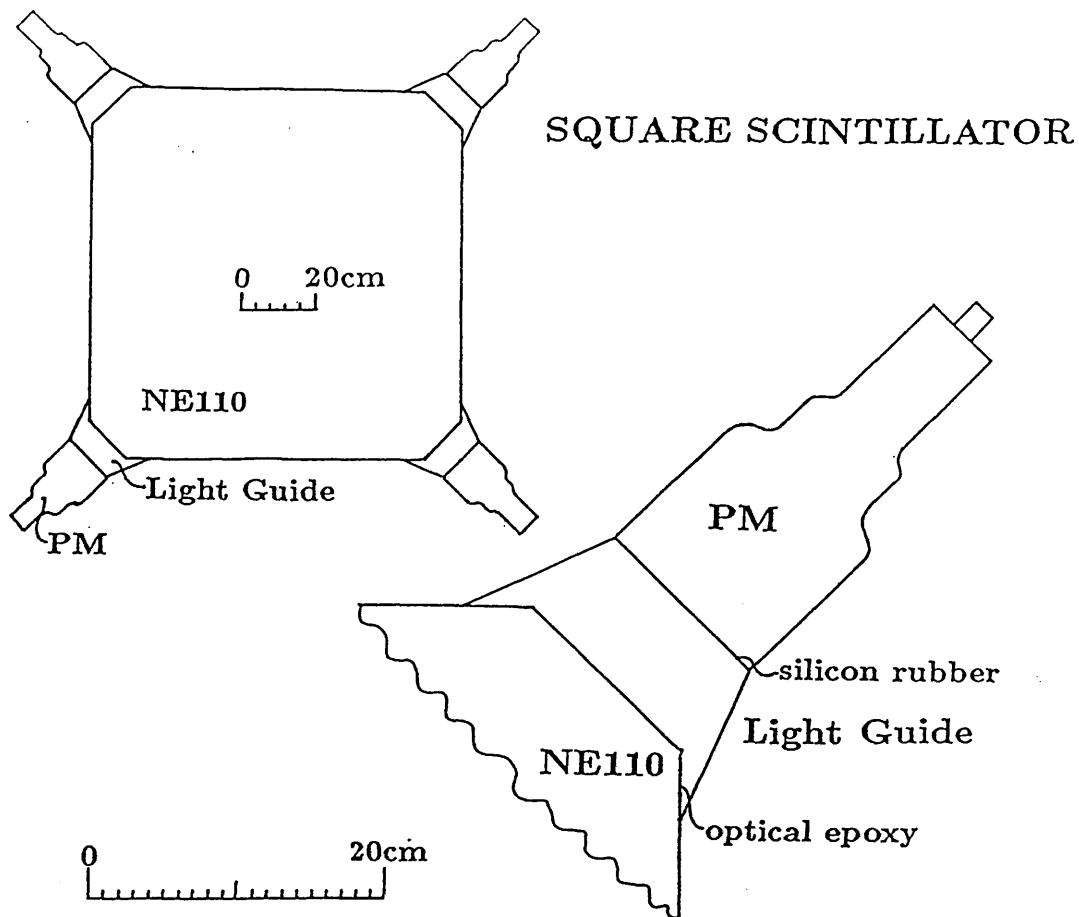 SQUARE SCINTILLATOR
0 20cm
NE110
Light Guide
PM
PM
silicon rubber
Light Guide
NE110
optical epoxy
0 20cm